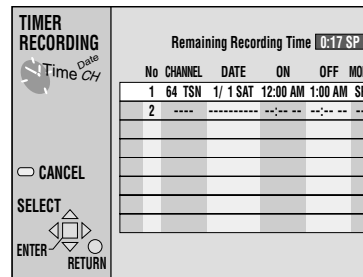 TIMER
RECORDING
Time Date
CH
Remaining Recording Time 0:17 SP
No CHANNEL DATE ON OFF
1 64 TSN 1/ 1 SAT 12:00 AM 1:00 AM
2 ---- ---------- --:-- -- --:-- --
CANCEL
SELECT
ENTER
RETURN